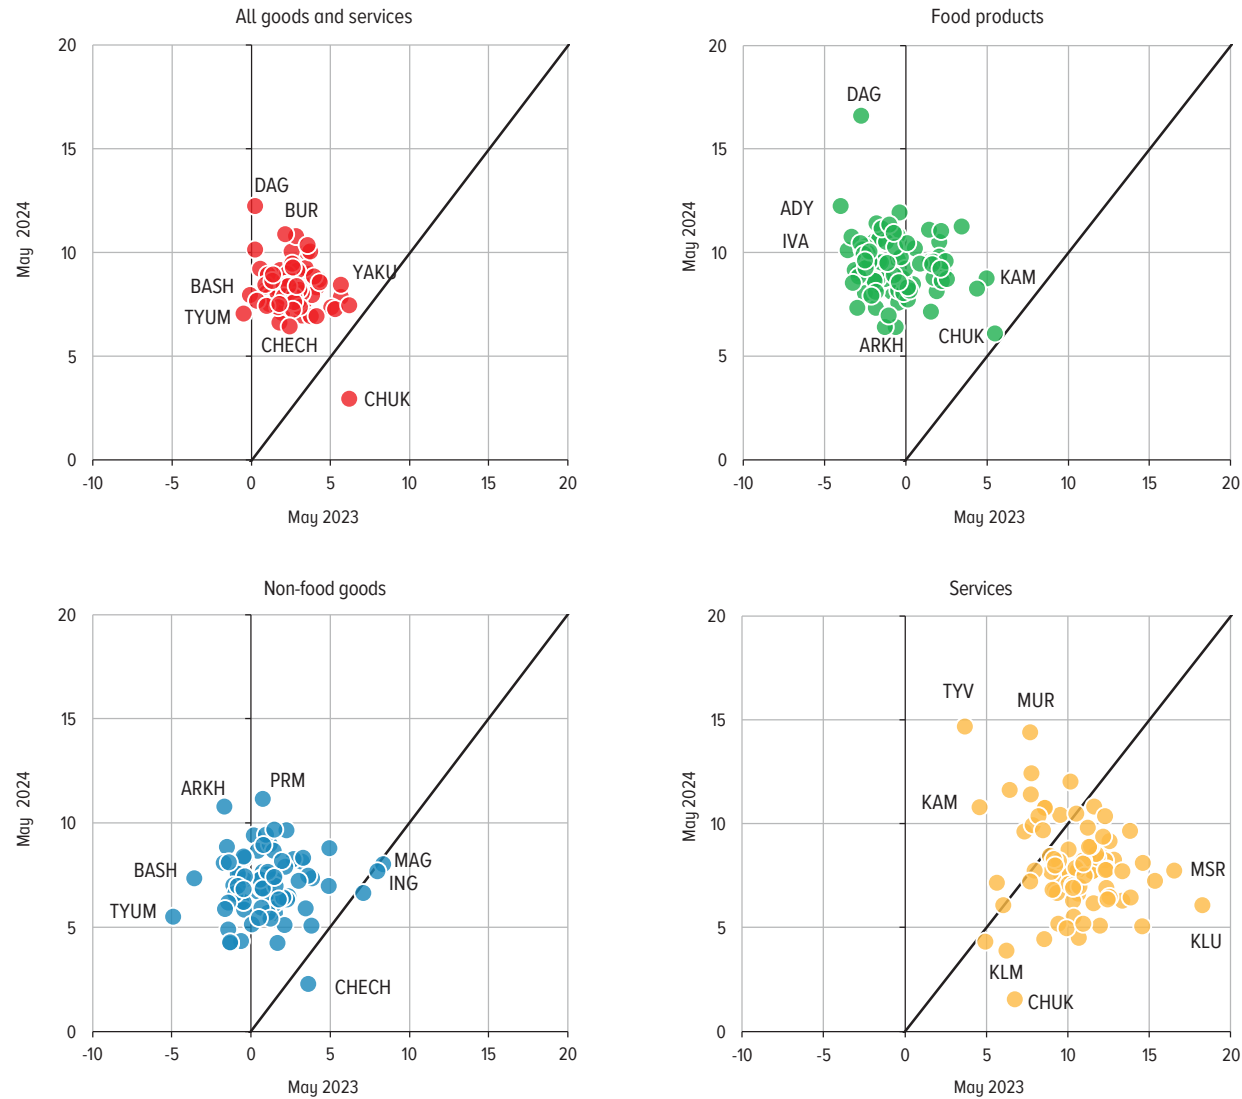 All goods and services
20
15
10
5
0
-10 -5 0 5 10 15 20
May 2024
May 2023
DAG
BUR
YAKU
BASH
TYUM
CHECH
CHUK
Food products
20
15
10
5
0
-10 -5 0 5 10 15 20
May 2024
May 2023
DAG
ADY
IVA
KAM
CHUK
ARKH
Non-food goods
20
15
10
5
0
-10 -5 0 5 10 15 20
May 2024
May 2023
PRM
ARKH
MAG
BASH
ING
TYUM
CHECH
Services
20
15
10
5
0
-10 -5 0 5 10 15 20
May 2024
May 2023
TYV
MUR
KAM
MSR
KLU
KLM
CHUK